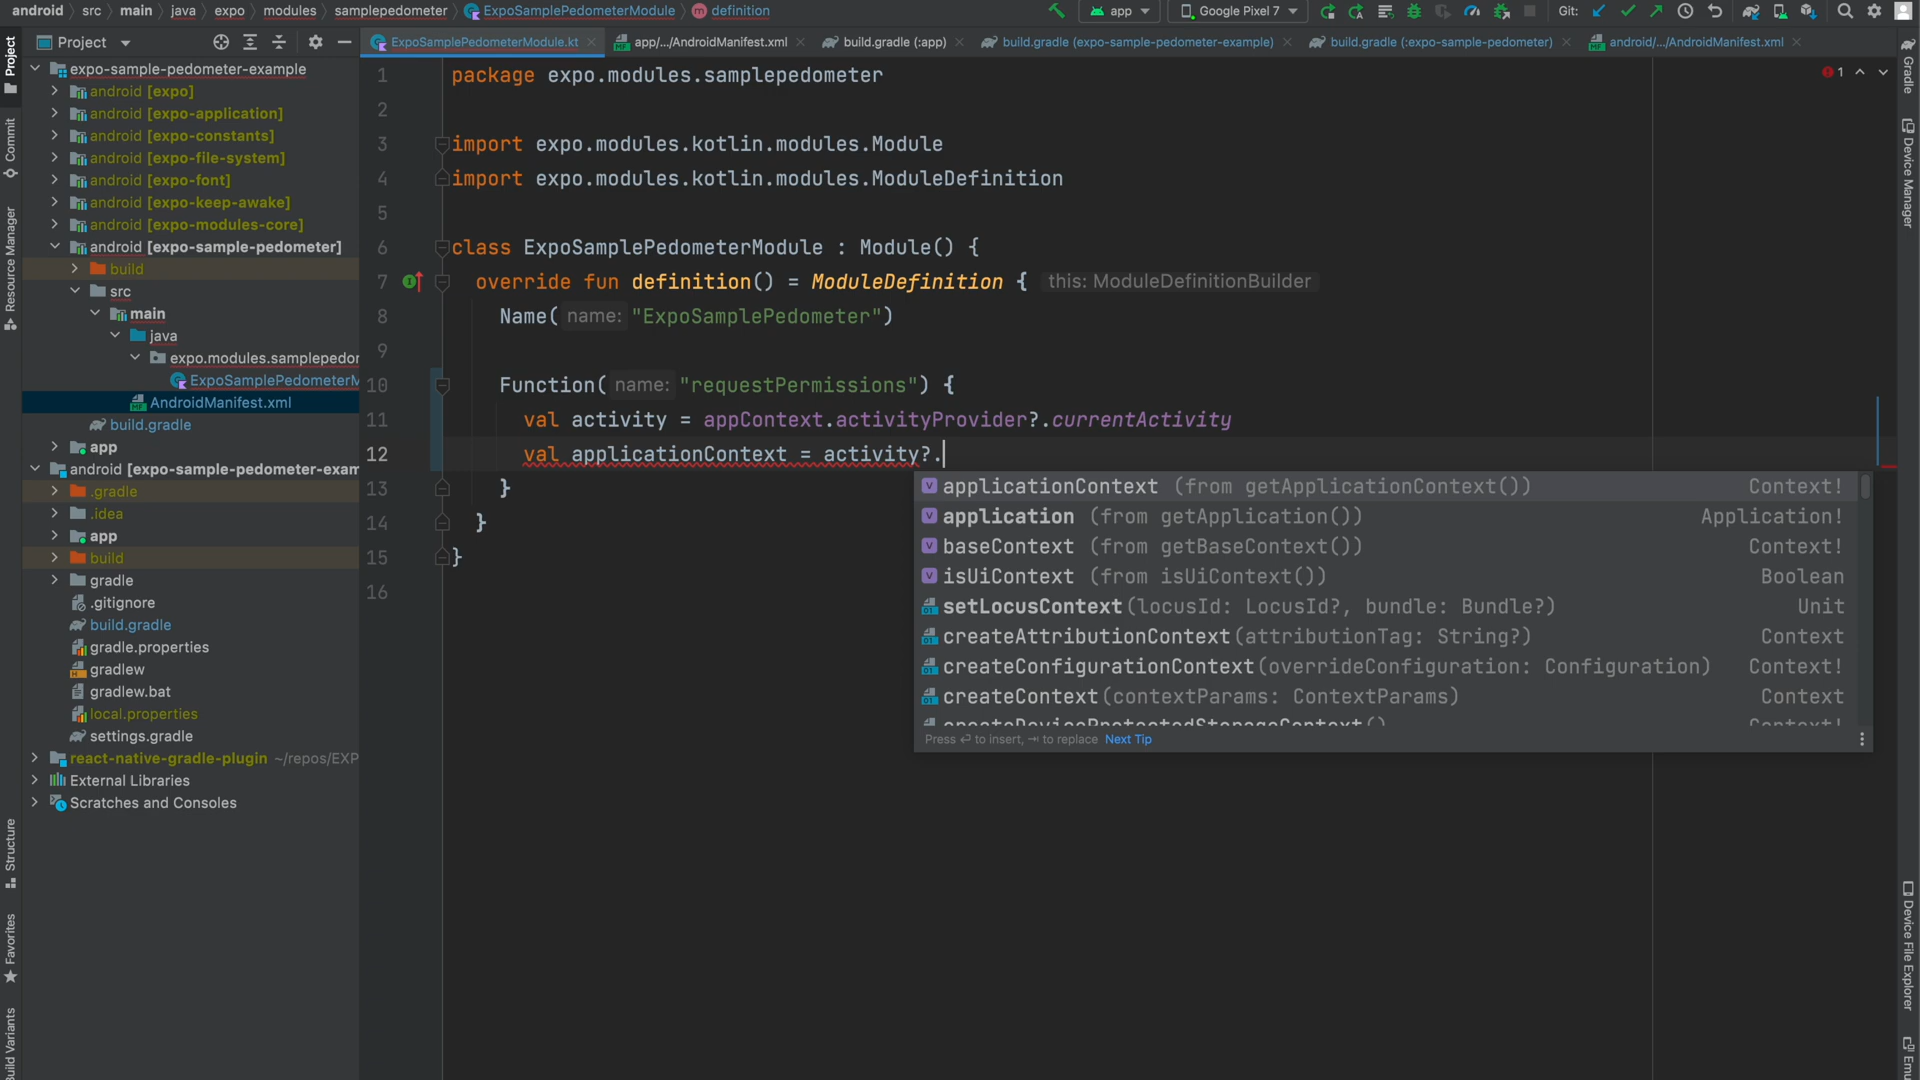 android src main java expo modules samplepedometer ExpoSamplePedometerModule definition
app Google Pixel 7 Git:
Project
ExpoSamplePedometerModule.kt app/.../AndroidManifest.xml build.gradle (:app) build.gradle (expo-sample-pedometer-example) build.gradle (:expo-sample-pedometer) android/.../AndroidManifest.xml
Project
Commit
Resource Manager
Structure
Favorites
Build Variants
expo-sample-pedometer-example
android [expo]
android [expo-application]
android [expo-constants]
android [expo-file-system]
android [expo-font]
android [expo-keep-awake]
android [expo-modules-core]
android [expo-sample-pedometer]
build
src
main
java
expo.modules.samplepedor
ExpoSamplePedometerM
AndroidManifest.xml
build.gradle
app
android [expo-sample-pedometer-exam
.gradle
.idea
app
build
gradle
.gitignore
build.gradle
gradle.properties
gradlew
gradlew.bat
local.properties
settings.gradle
react-native-gradle-plugin ~/repos/EXP
External Libraries
Scratches and Consoles
1 package expo.modules.samplepedometer
2
3 import expo.modules.kotlin.modules.Module
4 import expo.modules.kotlin.modules.ModuleDefinition
5
6 class ExpoSamplePedometerModule : Module() {
7 override fun definition() = ModuleDefinition { this: ModuleDefinitionBuilder
8 Name( name: "ExpoSamplePedometer")
9
10 Function( name: "requestPermissions") {
11 val activity = appContext.activityProvider?.currentActivity
12 val applicationContext = activity?.
13 }
14 }
15 }
16
1
applicationContext (from getApplicationContext()) Context!
application (from getApplication()) Application!
baseContext (from getBaseContext()) Context!
isUiContext (from isUiContext()) Boolean
setLocusContext(locusId: LocusId?, bundle: Bundle?) Unit
createAttributionContext(attributionTag: String?) Context
createConfigurationContext(overrideConfiguration: Configuration) Context!
createContext(contextParams: ContextParams) Context
createDeviceProtectedStorageContext() Context!
Press ↩ to insert, ⇥ to replace Next Tip
Gradle
Device Manager
Device File Explorer